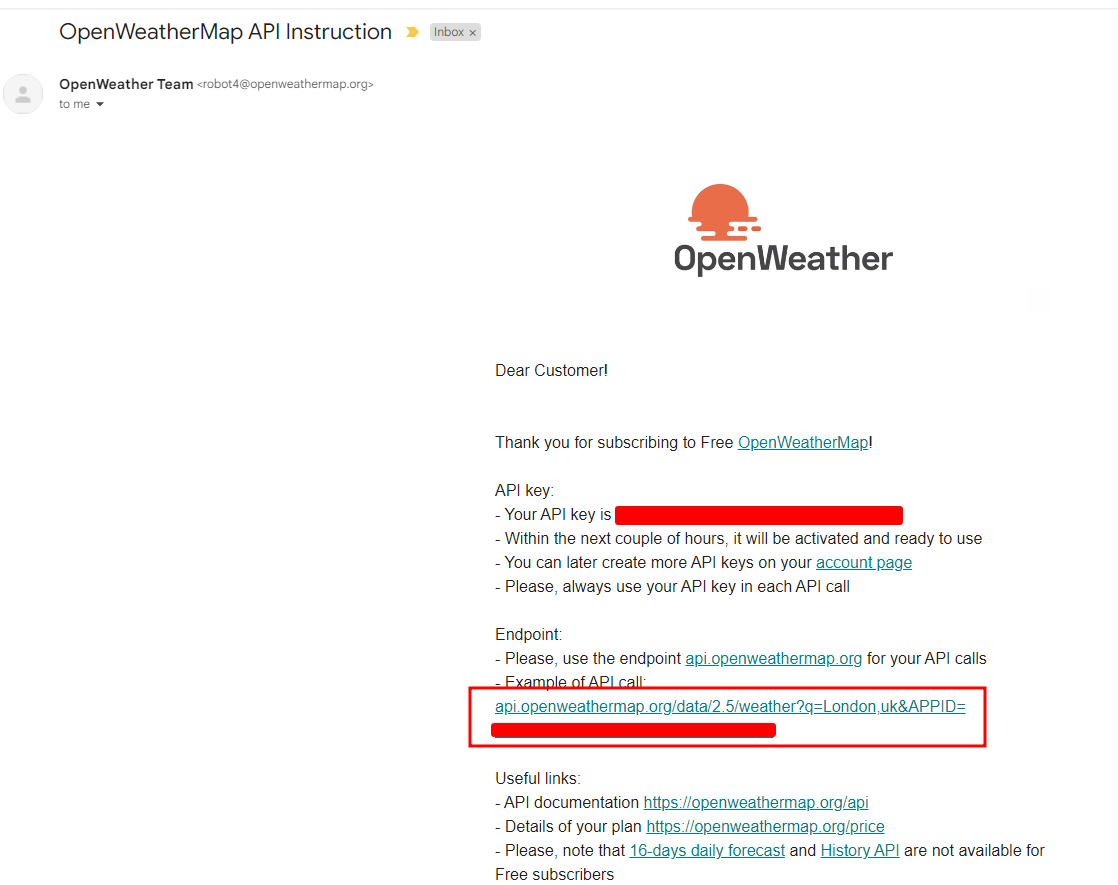 OpenWeatherMap API Instruction Inbox ×
OpenWeather Team <robot4@openweathermap.org>
to me
OpenWeather
Dear Customer!
Thank you for subscribing to Free OpenWeatherMap!
API key:
- Your API key is
- Within the next couple of hours, it will be activated and ready to use
- You can later create more API keys on your account page
- Please, always use your API key in each API call
Endpoint:
- Please, use the endpoint api.openweathermap.org for your API calls
- Example of API call:
api.openweathermap.org/data/2.5/weather?q=London,uk&APPID=
Useful links:
- API documentation https://openweathermap.org/api
- Details of your plan https://openweathermap.org/price
- Please, note that 16-days daily forecast and History API are not available for
Free subscribers